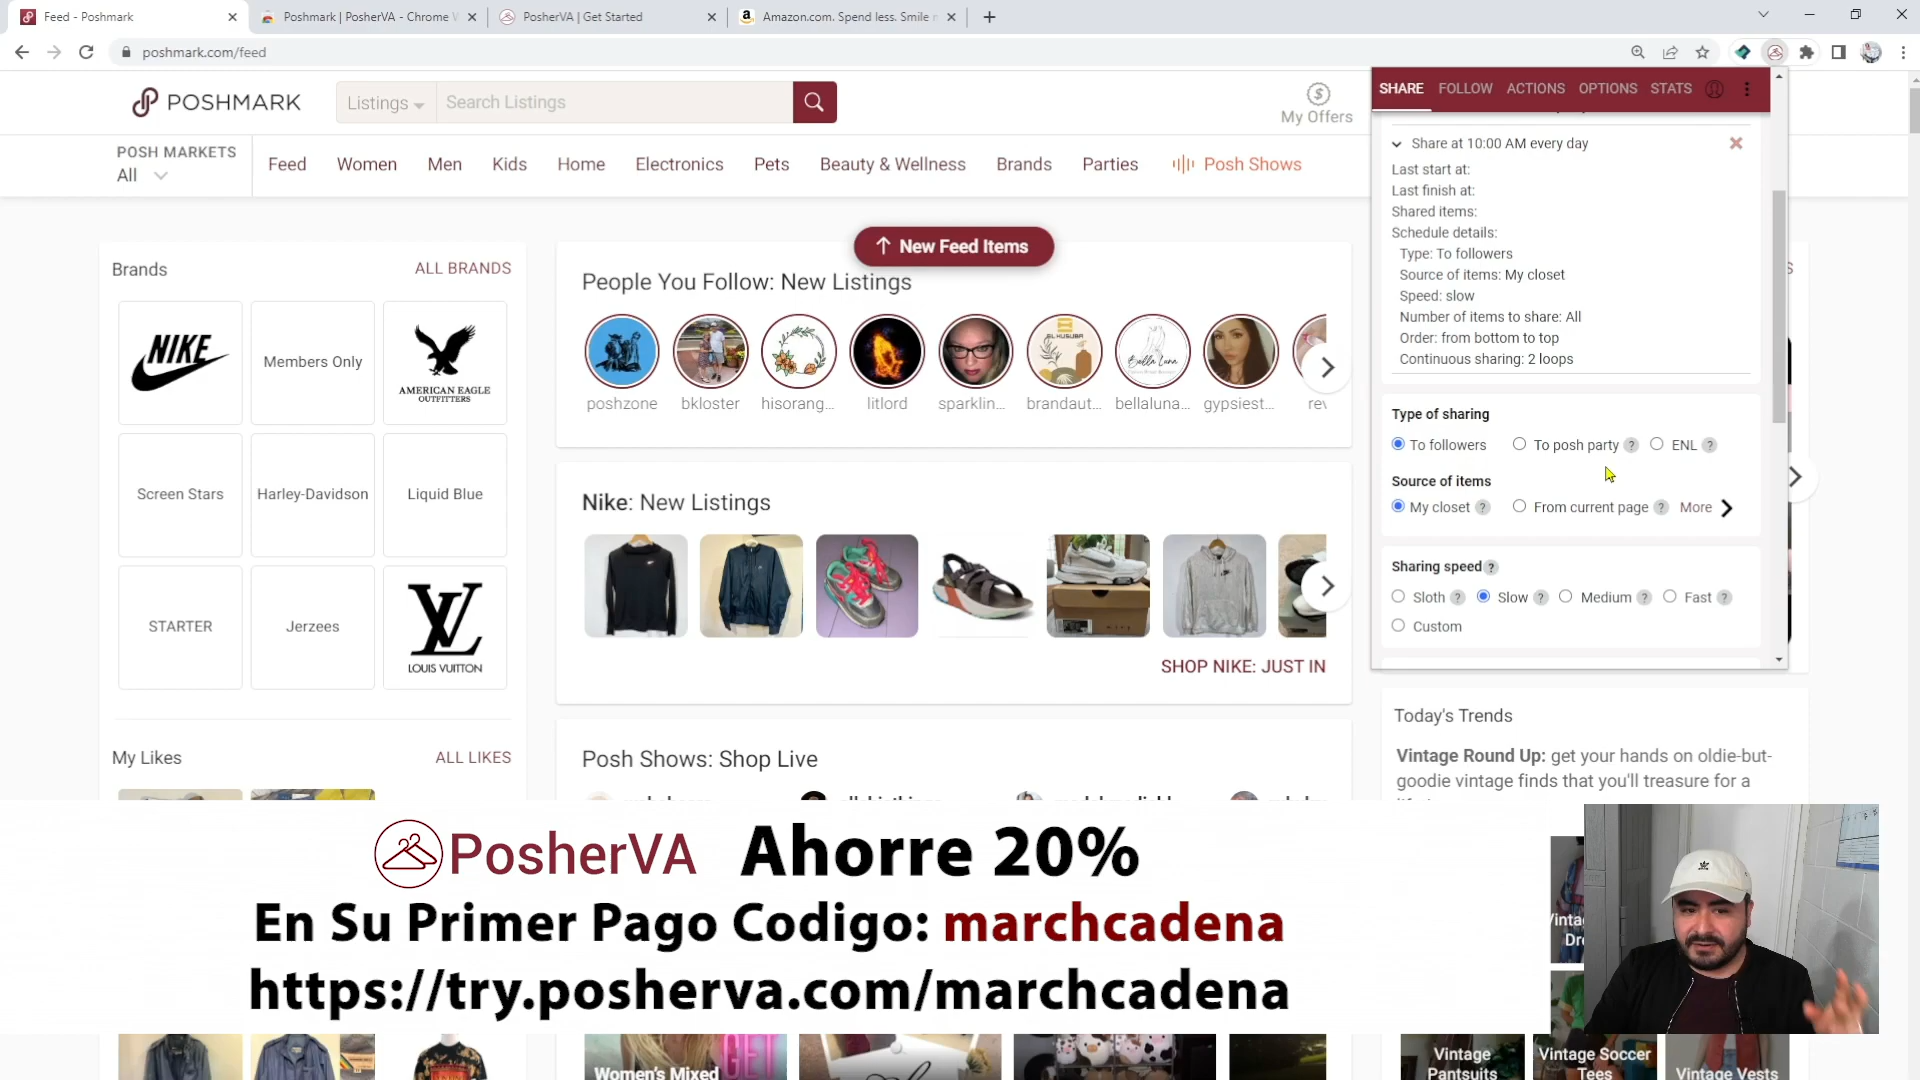 Feed - Poshmark
Poshmark | PosherVA - Chrome W
PosherVA | Get Started
Amazon.com. Spend less. Smile
poshmark.com/feed
POSHMARK
Listings
Search Listings
My Offers
POSH MARKETS
All
Feed
Women
Men
Kids
Home
Electronics
Pets
Beauty & Wellness
Brands
Parties
Posh Shows
Brands
ALL BRANDS
NIKE
Members Only
AMERICAN EAGLE
OUTFITTERS
Screen Stars
Harley-Davidson
Liquid Blue
STARTER
Jerzees
LOUIS VUITTON
My Likes
ALL LIKES
↑ New Feed Items
People You Follow: New Listings
poshzone
bkloster
hisorang...
litlord
sparklin...
brandaut...
bellaluna...
gypsiest...
Nike: New Listings
SHOP NIKE: JUST IN
Posh Shows: Shop Live
SHARE
FOLLOW
ACTIONS
OPTIONS
STATS
Share at 10:00 AM every day
Last start at:
Last finish at:
Shared items:
Schedule details:
Type: To followers
Source of items: My closet
Speed: slow
Number of items to share: All
Order: from bottom to top
Continuous sharing: 2 loops
Type of sharing
To followers
To posh party ?
ENL ?
Source of items
My closet ?
From current page ?
More
Sharing speed ?
Sloth ?
Slow ?
Medium ?
Fast ?
Custom
Today's Trends
Vintage Round Up: get your hands on oldie-but-
goodie vintage finds that you'll treasure for a
PosherVA Ahorre 20%
En Su Primer Pago Codigo: marchcadena
https://try.posherva.com/marchcadena
Women's Mixed
GET
Vintage
Pantsuits
Vintage Soccer
Tees
Vintage Vests